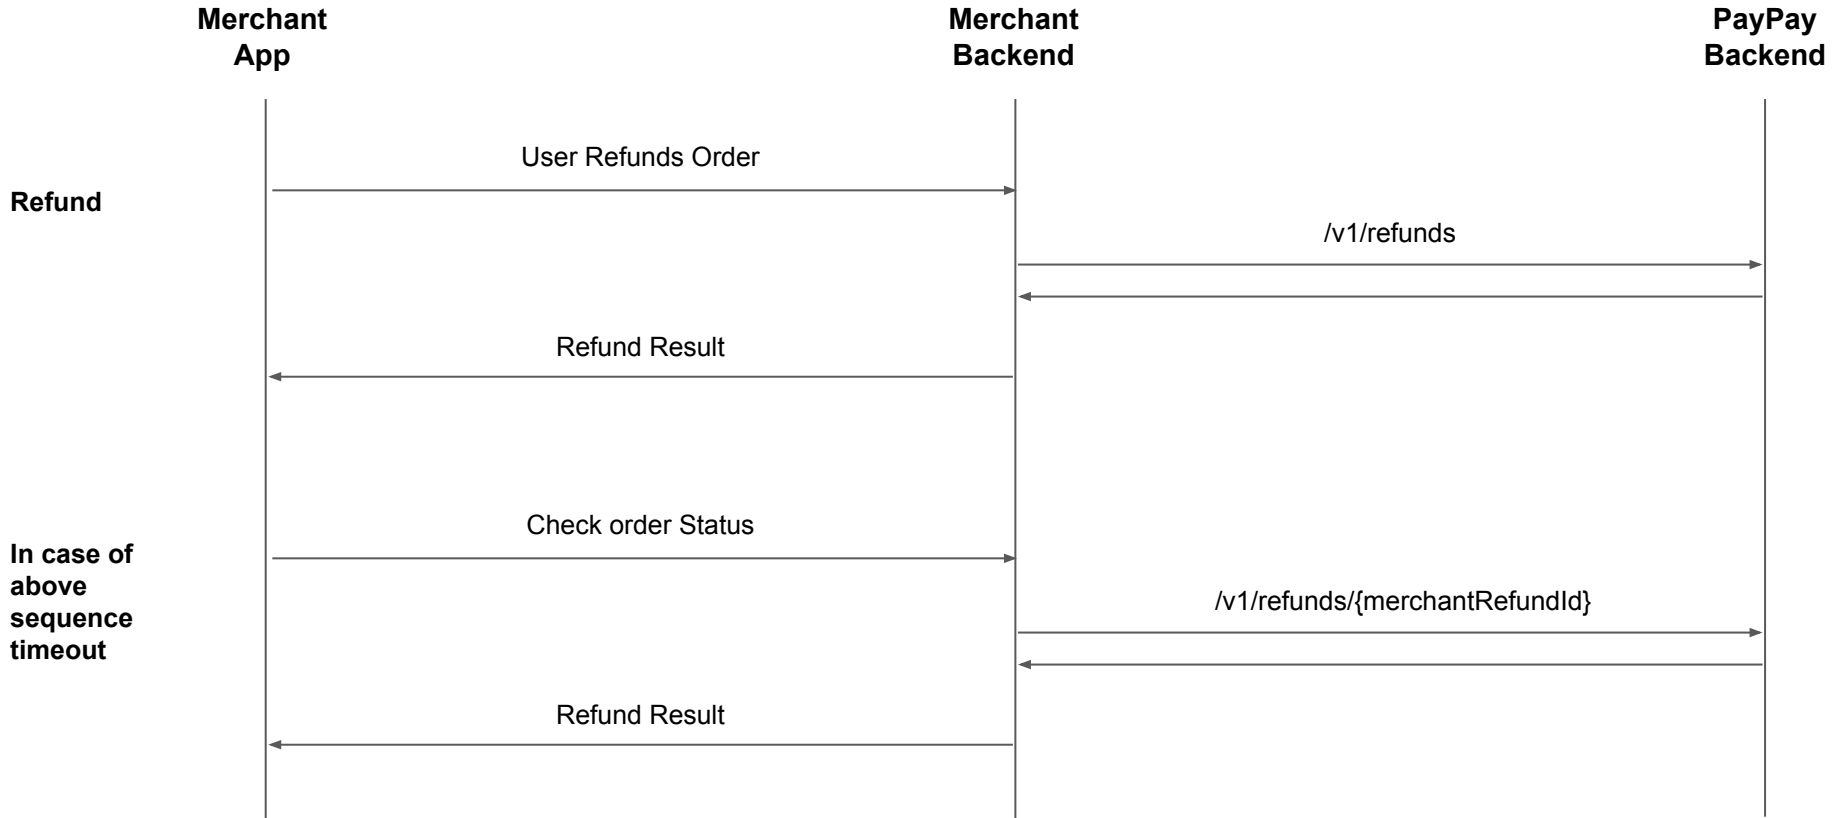 Merchant
App
Merchant
Backend
PayPay
Backend
User Refunds Order
Refund
/v1/refunds
Refund Result
Check order Status
In case of
above
sequence
timeout
/v1/refunds/{merchantRefundId}
Refund Result